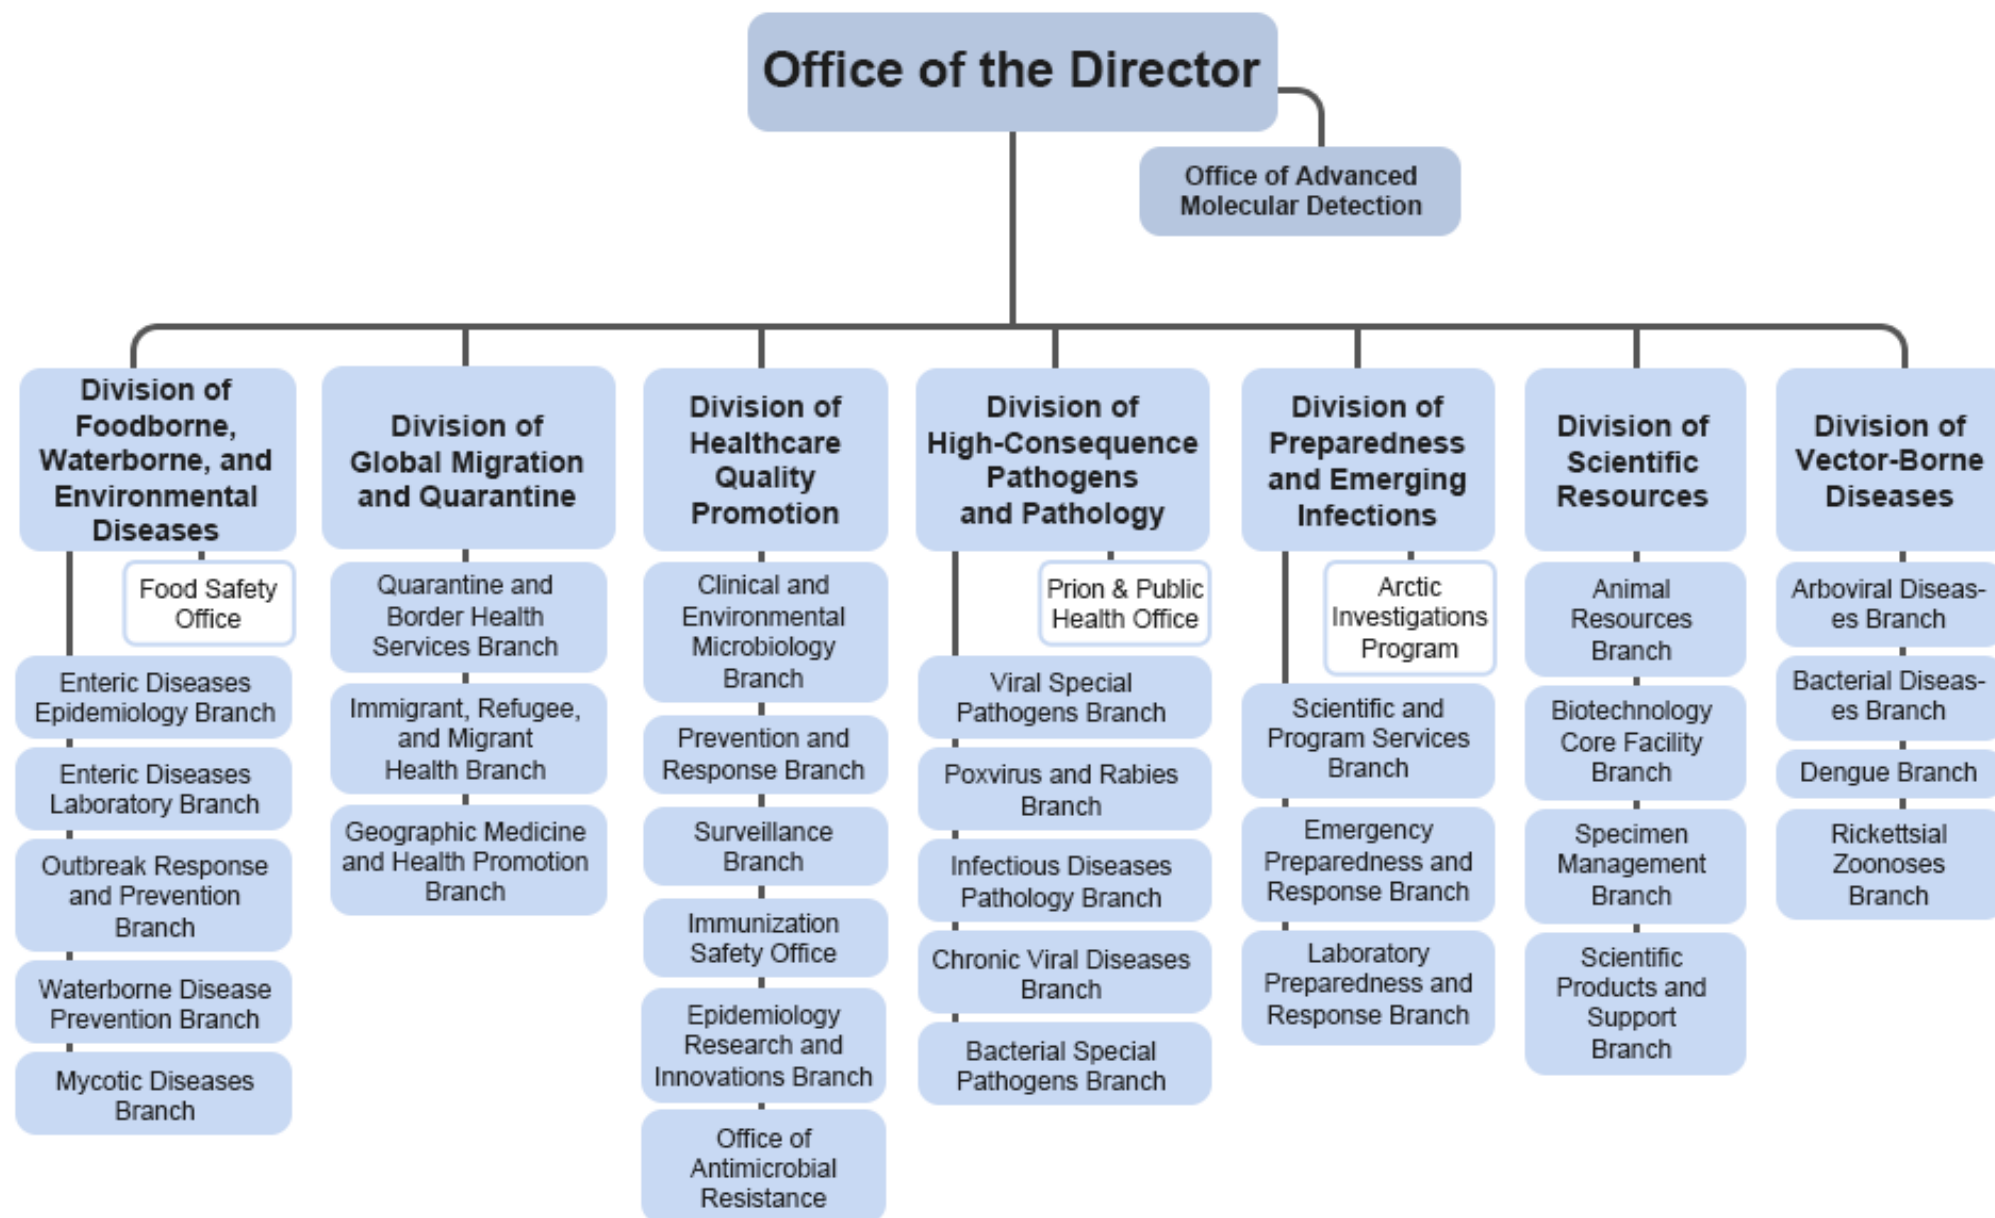 Office of the Director
Office of Advanced
Molecular Detection
Division of
Foodborne,
Waterborne, and
Environmental
Diseases
Food Safety
Office
Enteric Diseases
Epidemiology Branch
Enteric Diseases
Laboratory Branch
Outbreak Response
and Prevention
Branch
Waterborne Disease
Prevention Branch
Mycotic Diseases
Branch
Division of
Global Migration
and Quarantine
Quarantine and
Border Health
Services Branch
Immigrant, Refugee,
and Migrant
Health Branch
Geographic Medicine
and Health Promotion
Branch
Division of
Healthcare
Quality
Promotion
Clinical and
Environmental
Microbiology
Branch
Prevention and
Response Branch
Surveillance
Branch
Immunization
Safety Office
Epidemiology
Research and
Innovations Branch
Office of
Antimicrobial
Resistance
Division of
High-Consequence
Pathogens
and Pathology
Prion & Public
Health Office
Viral Special
Pathogens Branch
Poxvirus and Rabies
Branch
Infectious Diseases
Pathology Branch
Chronic Viral Diseases
Branch
Bacterial Special
Pathogens Branch
Division of
Preparedness
and Emerging
Infections
Arctic
Investigations
Program
Scientific and
Program Services
Branch
Emergency
Preparedness and
Response Branch
Laboratory
Preparedness and
Response Branch
Division of
Scientific
Resources
Animal
Resources
Branch
Biotechnology
Core Facility
Branch
Specimen
Management
Branch
Scientific
Products and
Support
Branch
Division of
Vector-Borne
Diseases
Arboviral Diseas-
es Branch
Bacterial Diseas-
es Branch
Dengue Branch
Rickettsial
Zoonoses
Branch